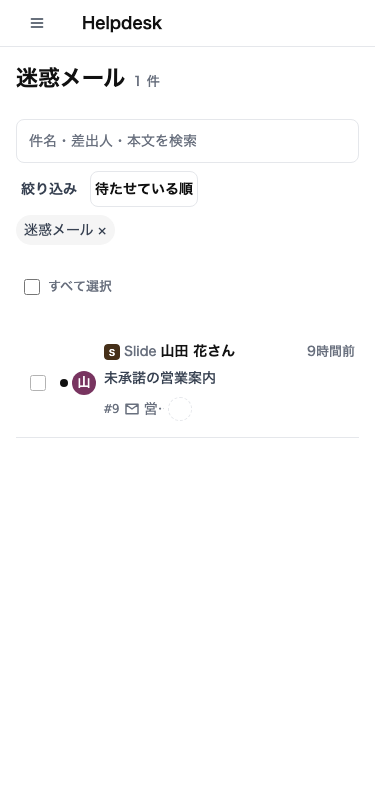 Helpdesk
迷惑メール 1 件
件名・差出人・本文を検索
絞り込み 待たせている順
迷惑メール ×
すべて選択
S Slide 山田 花さん 9時間前
山 未承諾の営業案内
#9 営·